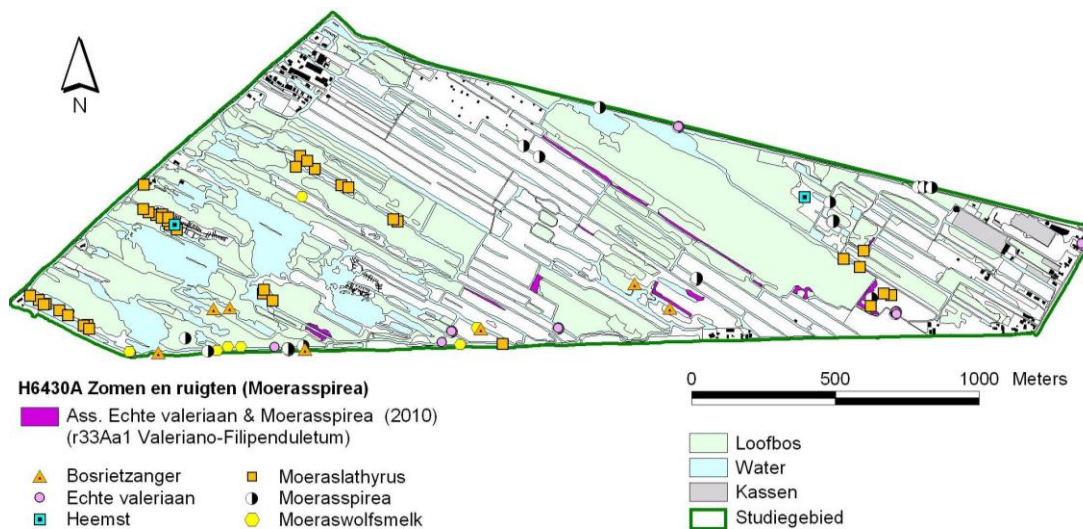 N
H6430A Zomen en ruigten (Moerasspirea)
Ass. Echte valeriaan & Moerasspirea (2010)
(r33Aa1 Valeriano-Filipenduletum)
Bosrietzanger
Echte valeriaan
Heemst
Moeraslathyrus
Moerasspirea
Moeraswolfsmelk
0 500 1000 Meters
Loofbos
Water
Kassen
Studiegebied